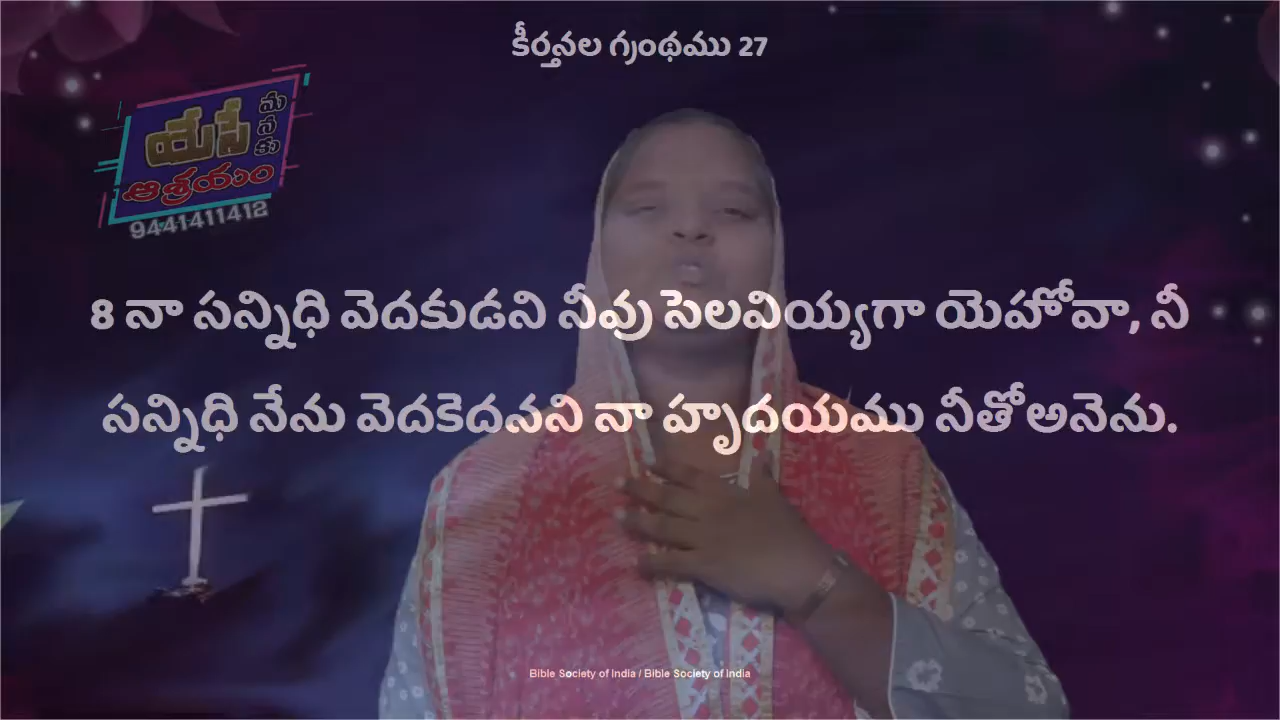 కీర్తనల గ్రంథము 27
యేసే
మనకు
ఆశ్రయం
9441411412
8 నా సన్నిధి వెదకుడని నీవు సెలవియ్యగా యెహోవా, నీ
సన్నిధి నేను వెదకెదనని నా హృదయము నీతో అనెను.
Bible Society of India / Bible Society of India